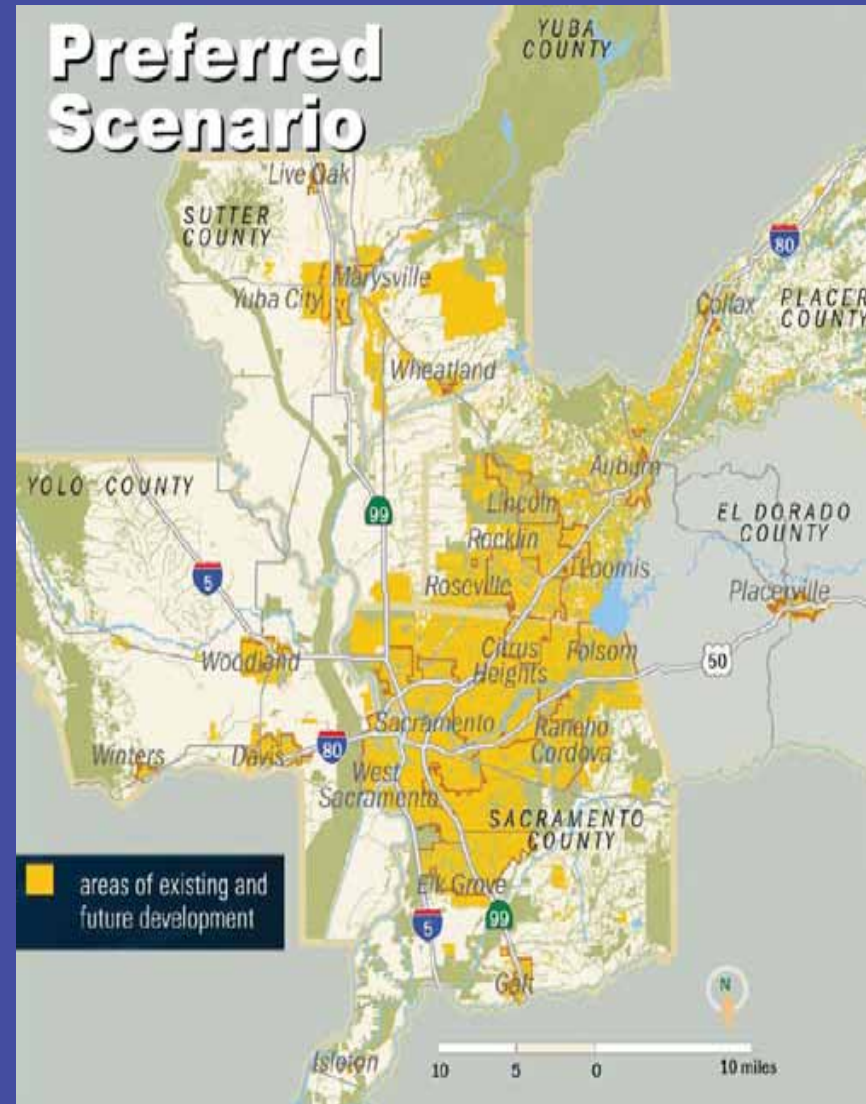 Preferred
Scenario
YUBA
COUNTY
Live Oak
SUTTER
COUNTY
80
Marysville
Yuba City
Colfax
PLACER
COUNTY
Wheatland
Auburn
YOLO COUNTY
Lincoln
99
EL DORADO
COUNTY
Rocklin
5
Roseville
Loomis
Placerville
Woodland
Citrus
Heights
Folsom
50
Sacramento
Rancho
Cordova
Winters
Davis
80
West
Sacramento
SACRAMENTO
COUNTY
areas of existing and
future development
Elk Grove
5
99
Galt
N
Isleton
10 5 0 10 miles